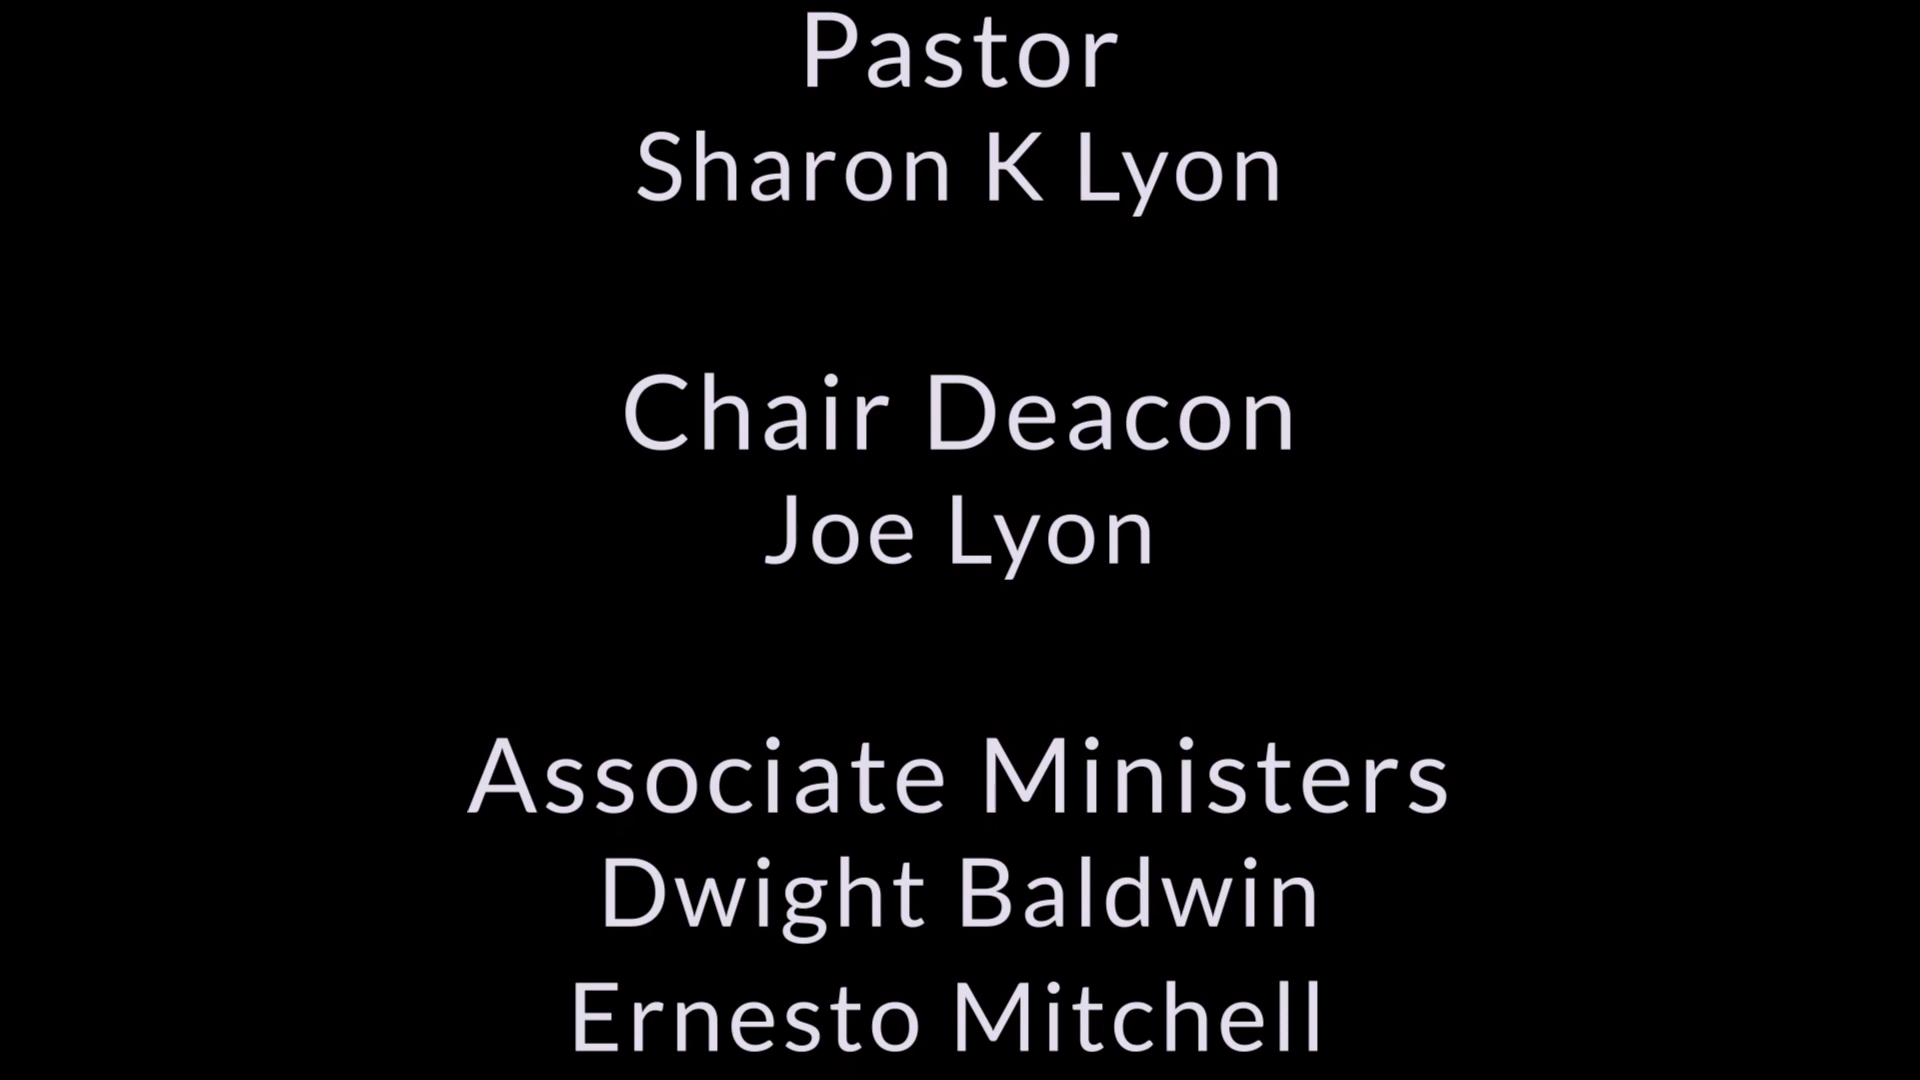 Pastor
Sharon K Lyon
Chair Deacon
Joe Lyon
Associate Ministers
Dwight Baldwin
Ernesto Mitchell